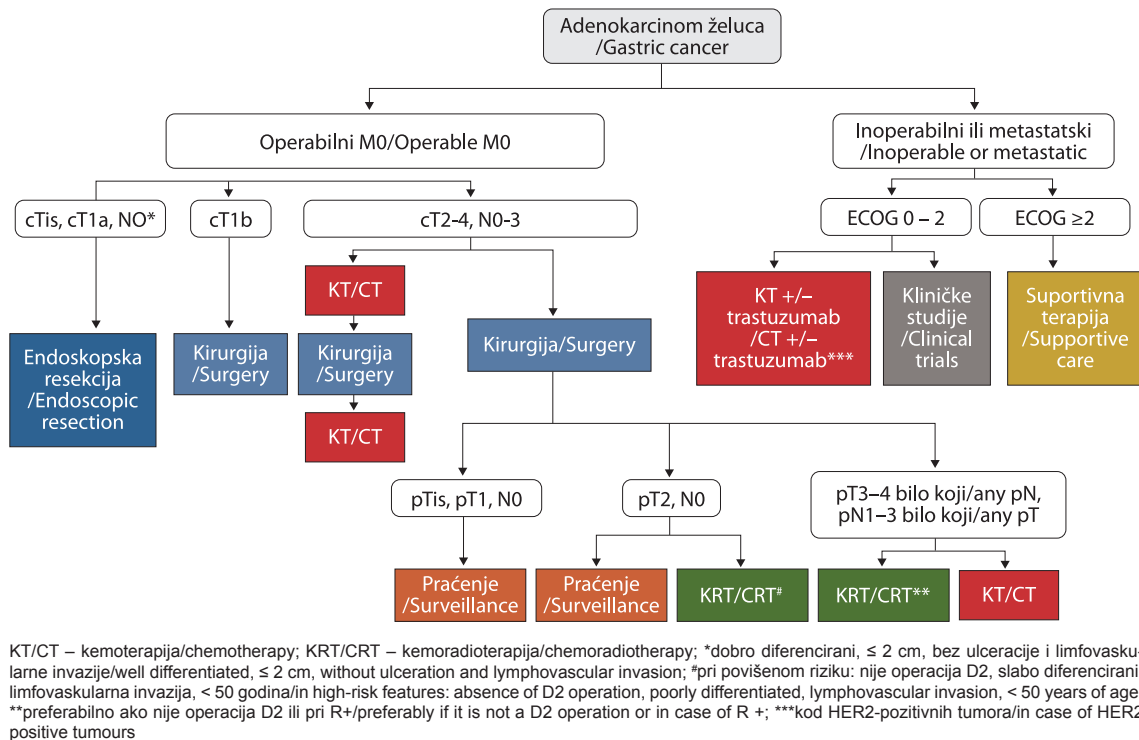 Adenokarcinom želuca
/Gastric cancer
Operabilni M0/Operable M0
Inoperabilni ili metastatski
/Inoperable or metastatic
cTis, cT1a, NO*
cT1b
cT2-4, N0-3
ECOG 0 – 2
ECOG ≥2
KT/CT
Endoskopska
resekcija
/Endoscopic
resection
Kirurgija
/Surgery
Kirurgija/
/Surgery
KT/CT
Kirurgija/Surgery
KT +/–
trastuzumab
/CT +/–
trastuzumab***
Kliničke
studije
/Clinical
trials
Suportivna
terapija
/Supportive
care
pTis, pT1, N0
pT2, N0
pT3–4 bilo koji/any pN,
pN1–3 bilo koji/any pT
Praćenje
/Surveillance
Praćenje
/Surveillance
KRT/CRT#
KRT/CRT**
KT/CT
KT/CT – kemoterapija/chemotherapy; KRT/CRT – kemoradioterapija/chemoradiotherapy; *dobro diferencirani, ≤ 2 cm, bez ulceracije i limfovasku-
larne invazije/well differentiated, ≤ 2 cm, without ulceration and lymphovascular invasion; #pri povišenom riziku: nije operacija D2, slabo diferencirani
limfovaskularna invazija, < 50 godina/in high-risk features: absence of D2 operation, poorly differentiated, lymphovascular invasion, < 50 years of age
**preferabilno ako nije operacija D2 ili pri R+/preferably if it is not a D2 operation or in case of R +; ***kod HER2-pozitivnih tumora/in case of HER2
positive tumours